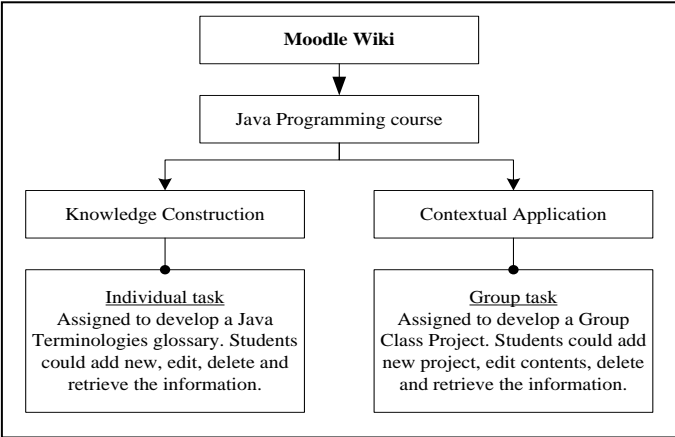 Moodle Wiki
Java Programming course
Knowledge Construction
Contextual Application
Individual task
Assigned to develop a Java
Terminologies glossary. Students
could add new, edit, delete and
retrieve the information.
Group task
Assigned to develop a Group
Class Project. Students could add
new project, edit contents, delete
and retrieve the information.